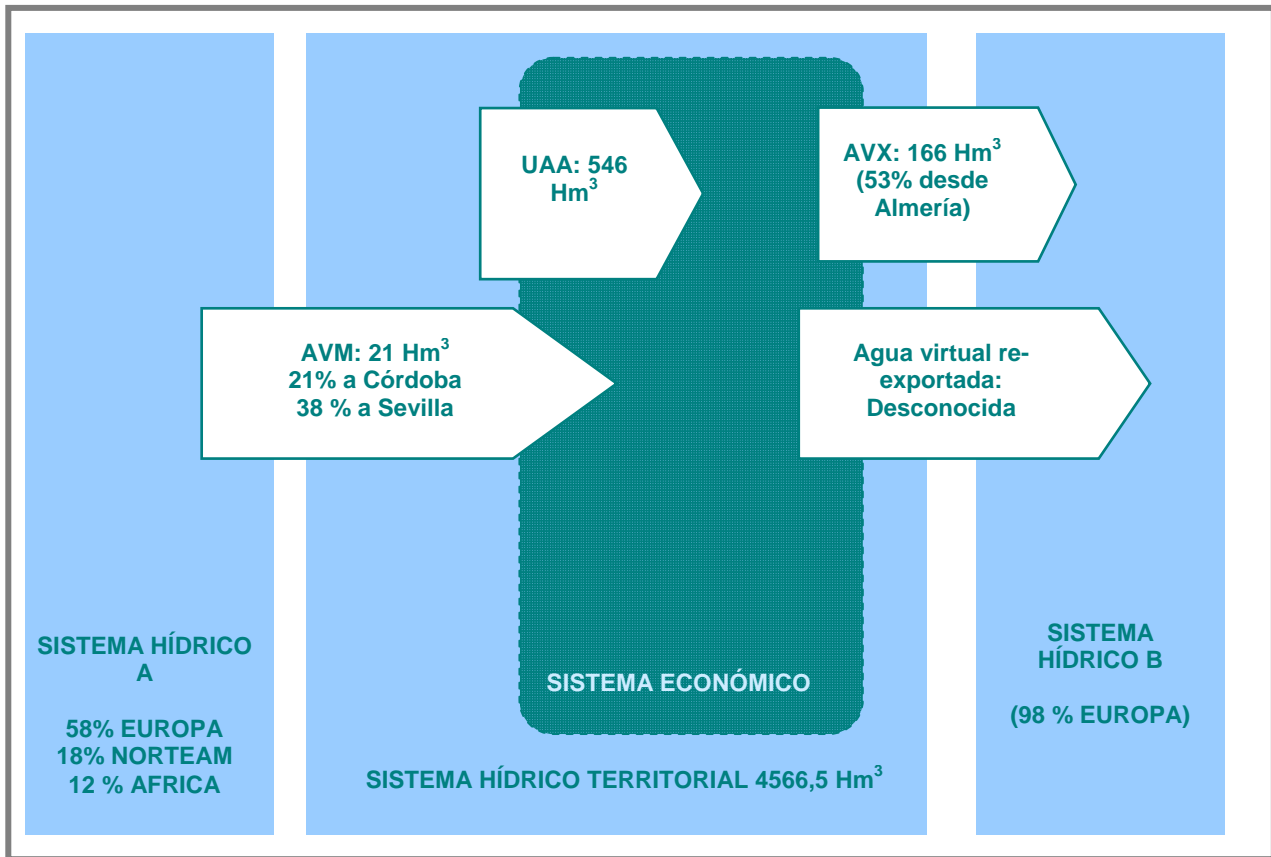 UAA: 546
Hm³
AVX: 166 Hm³
(53% desde
Almería)
AVM: 21 Hm³
21% a Córdoba
38 % a Sevilla
Agua virtual re-
exportada:
Desconocida
SISTEMA HÍDRICO
A
58% EUROPA
18% NORTEAM
12 % AFRICA
SISTEMA ECONÓMICO
SISTEMA HÍDRICO TERRITORIAL 4566,5 Hm³
SISTEMA
HÍDRICO B
(98 % EUROPA)